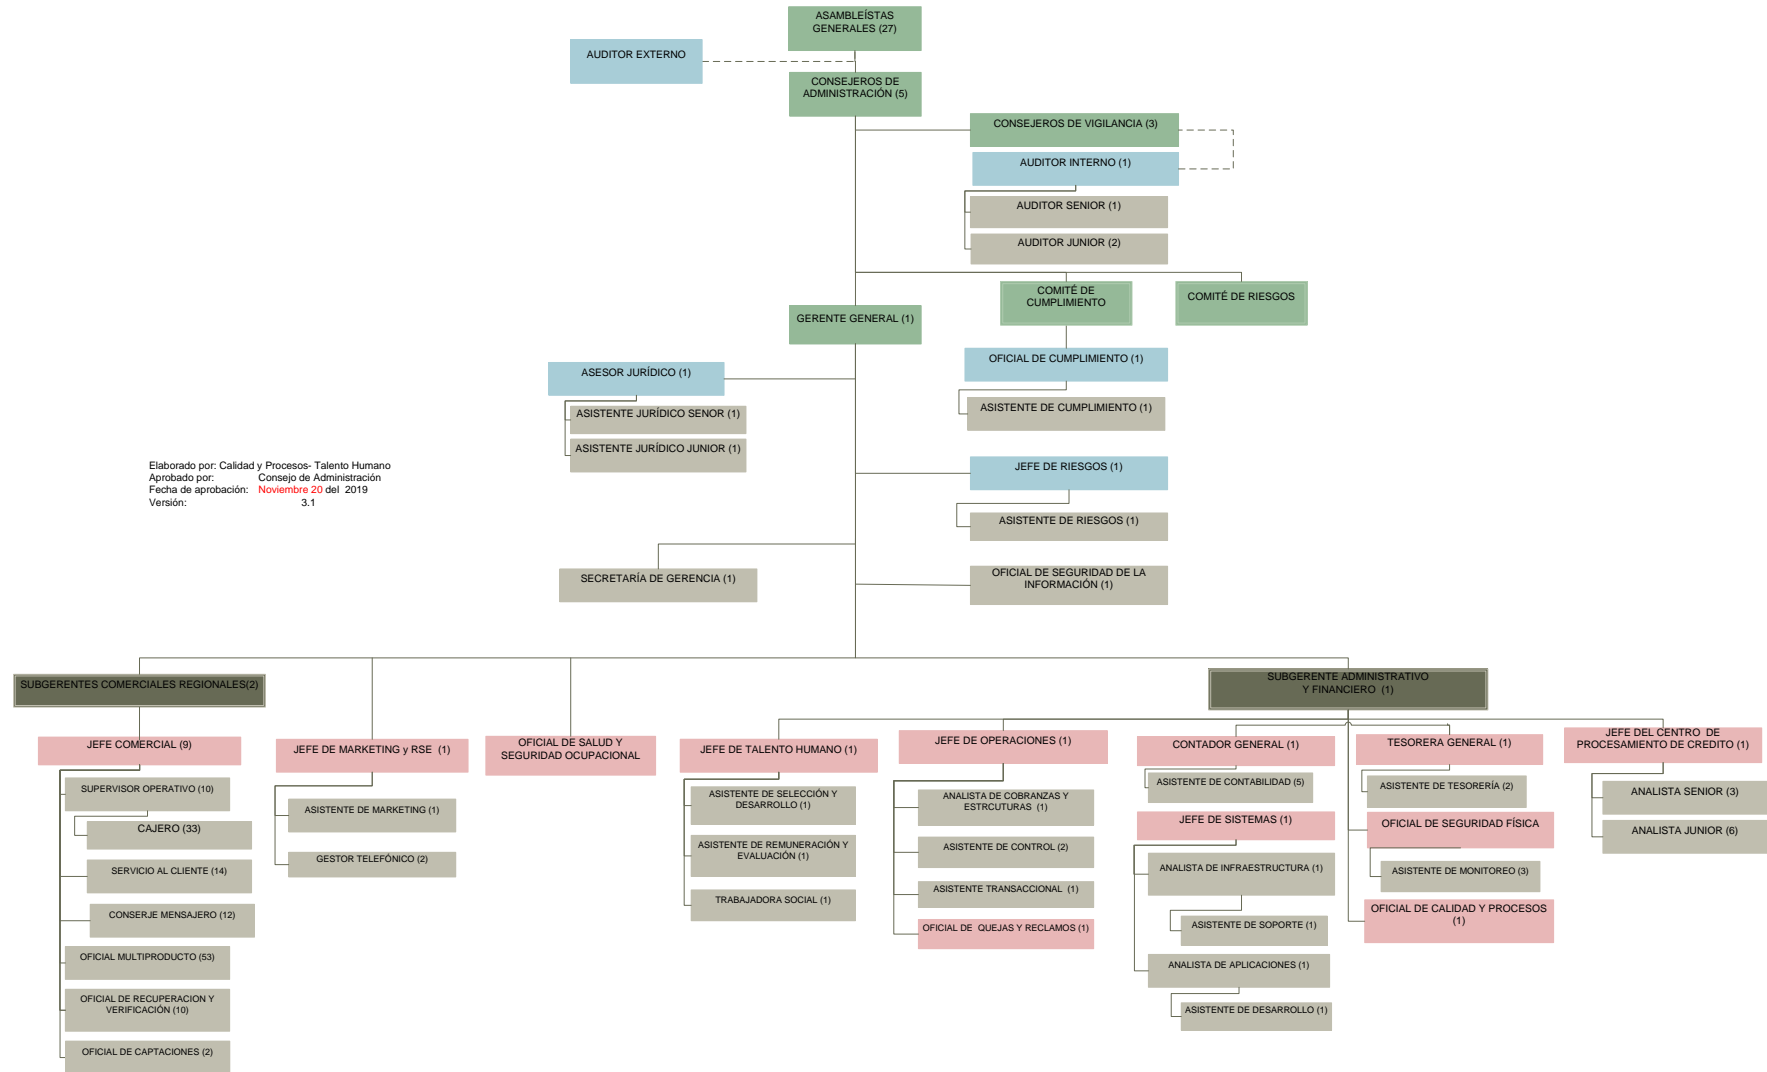 ASAMBLEÍSTAS
GENERALES (27)
AUDITOR EXTERNO
CONSEJEROS DE
ADMINISTRACIÓN (5)
CONSEJEROS DE VIGILANCIA (3)
AUDITOR INTERNO (1)
AUDITOR SENIOR (1)
AUDITOR JUNIOR (2)
COMITÉ DE
CUMPLIMIENTO
COMITÉ DE RIESGOS
GERENTE GENERAL (1)
OFICIAL DE CUMPLIMIENTO (1)
ASISTENTE DE CUMPLIMIENTO (1)
ASESOR JURÍDICO (1)
ASISTENTE JURÍDICO SENOR (1)
ASISTENTE JURÍDICO JUNIOR (1)
Elaborado por: Calidad y Procesos- Talento Humano
Aprobado por: Consejo de Administración
Fecha de aprobación: Noviembre 20 del 2019
Versión: 3.1
JEFE DE RIESGOS (1)
ASISTENTE DE RIESGOS (1)
SECRETARÍA DE GERENCIA (1)
OFICIAL DE SEGURIDAD DE LA
INFORMACIÓN (1)
SUBGERENTES COMERCIALES REGIONALES(2)
SUBGERENTE ADMINISTRATIVO
Y FINANCIERO (1)
JEFE COMERCIAL (9)
SUPERVISOR OPERATIVO (10)
CAJERO (33)
SERVICIO AL CLIENTE (14)
CONSERJE MENSAJERO (12)
OFICIAL MULTIPRODUCTO (53)
OFICIAL DE RECUPERACION Y
VERIFICACIÓN (10)
OFICIAL DE CAPTACIONES (2)
JEFE DE MARKETING y RSE (1)
ASISTENTE DE MARKETING (1)
GESTOR TELEFÓNICO (2)
OFICIAL DE SALUD Y
SEGURIDAD OCUPACIONAL
JEFE DE TALENTO HUMANO (1)
ASISTENTE DE SELECCIÓN Y
DESARROLLO (1)
ASISTENTE DE REMUNERACIÓN Y
EVALUACIÓN (1)
TRABAJADORA SOCIAL (1)
JEFE DE OPERACIONES (1)
ANALISTA DE COBRANZAS Y
ESTRCUTURAS (1)
ASISTENTE DE CONTROL (2)
ASISTENTE TRANSACCIONAL (1)
OFICIAL DE QUEJAS Y RECLAMOS (1)
CONTADOR GENERAL (1)
ASISTENTE DE CONTABILIDAD (5)
JEFE DE SISTEMAS (1)
ANALISTA DE INFRAESTRUCTURA (1)
ASISTENTE DE SOPORTE (1)
ANALISTA DE APLICACIONES (1)
ASISTENTE DE DESARROLLO (1)
TESORERA GENERAL (1)
ASISTENTE DE TESORERÍA (2)
OFICIAL DE SEGURIDAD FÍSICA
ASISTENTE DE MONITOREO (3)
OFICIAL DE CALIDAD Y PROCESOS
(1)
JEFE DEL CENTRO DE
PROCESAMIENTO DE CREDITO (1)
ANALISTA SENIOR (3)
ANALISTA JUNIOR (6)